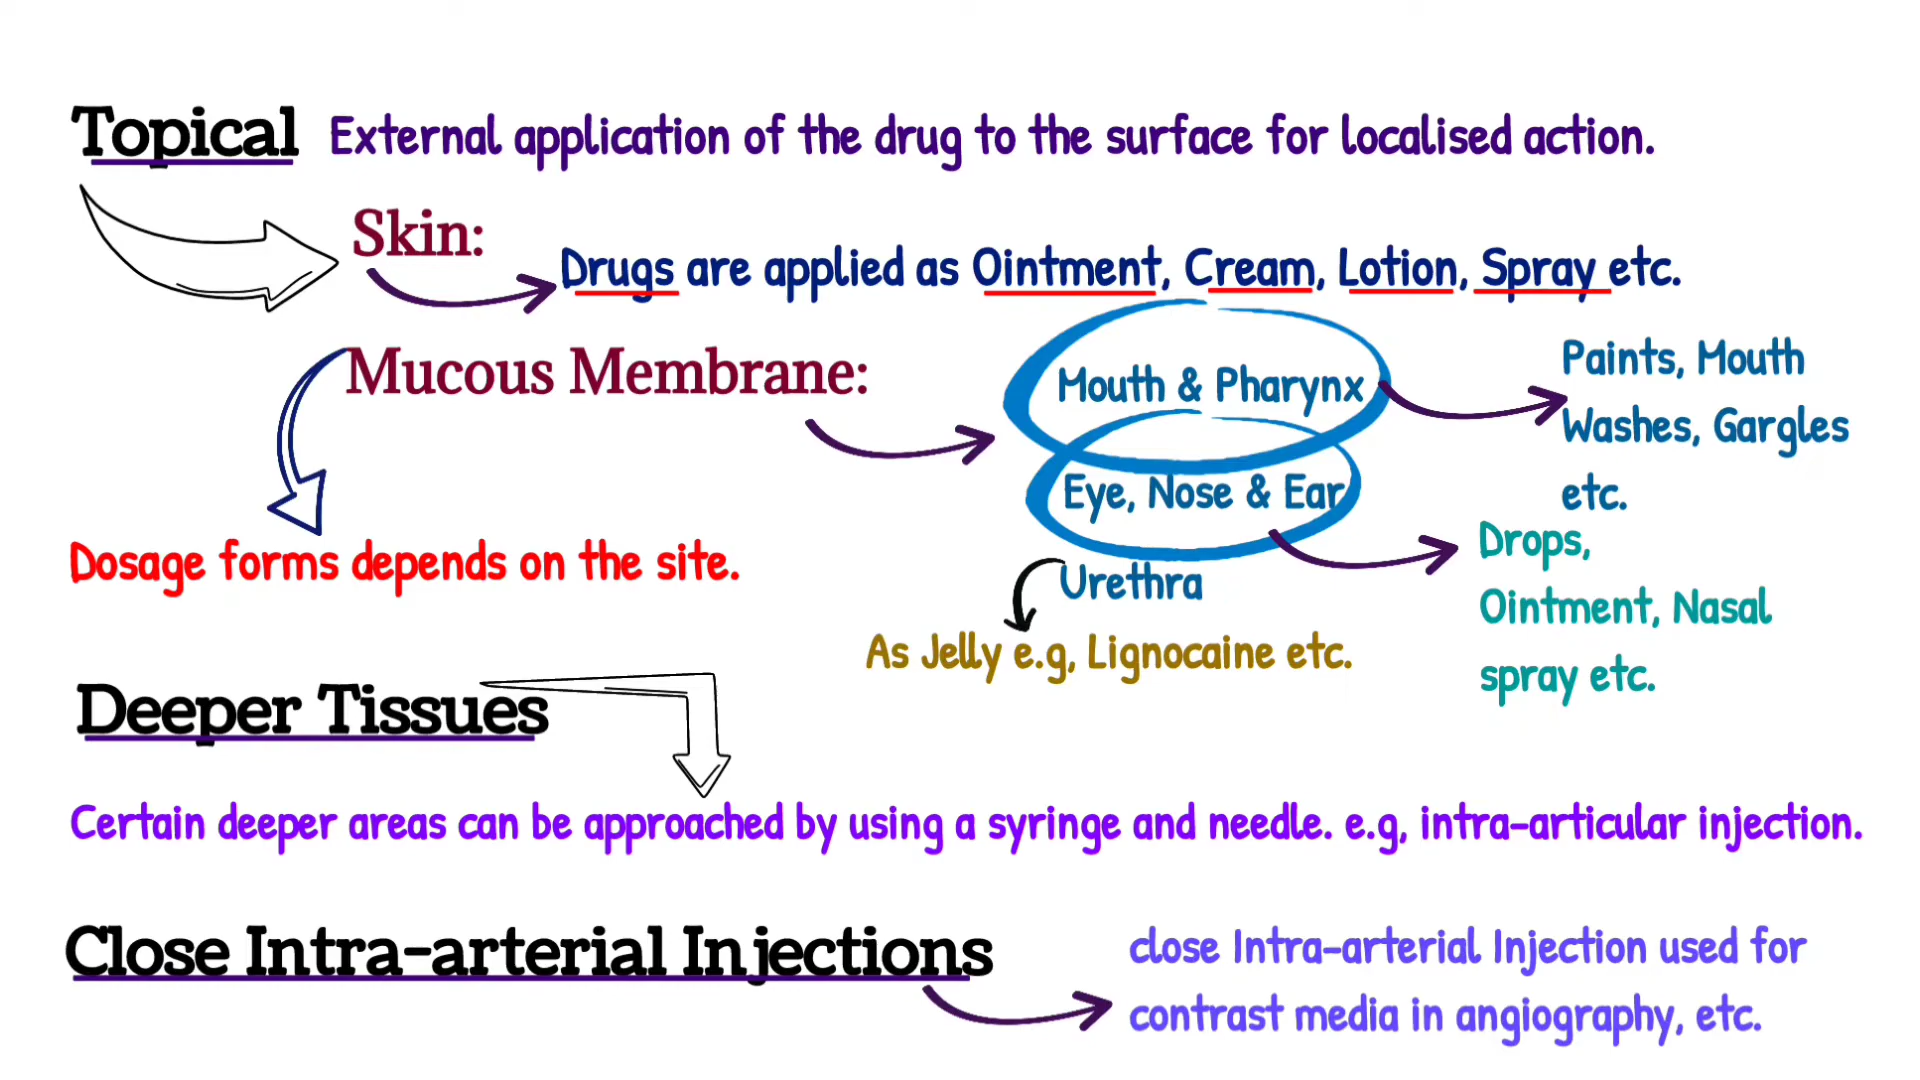 Topical External application of the drug to the surface for localised action.
Skin:
Drugs are applied as Ointment, Cream, Lotion, Spray etc.
Mucous Membrane:
Mouth & Pharynx
Paints, Mouth
Washes, Gargles
etc.
Eye, Nose & Ear
Drops,
Ointment, Nasal
spray etc.
Urethra
As Jelly e.g, Lignocaine etc.
Dosage forms depends on the site.
Deeper Tissues
Certain deeper areas can be approached by using a syringe and needle. e.g, intra-articular injection.
Close Intra-arterial Injections
close Intra-arterial Injection used for
contrast media in angiography, etc.